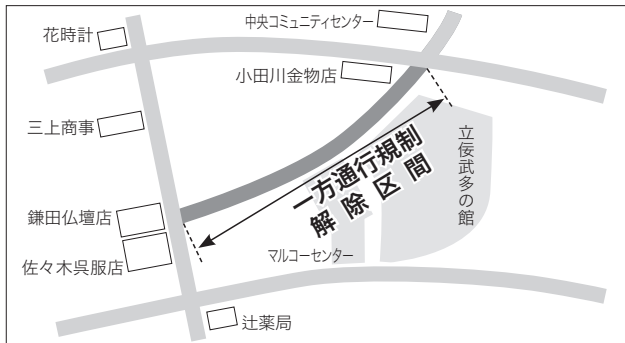 中央コミュニティセンター
花時計
小田川金物店
三上商事
一方通行規制
解除区間
立佞武多の館
鎌田仏壇店
佐々木呉服店
マルコーセンター
辻薬局